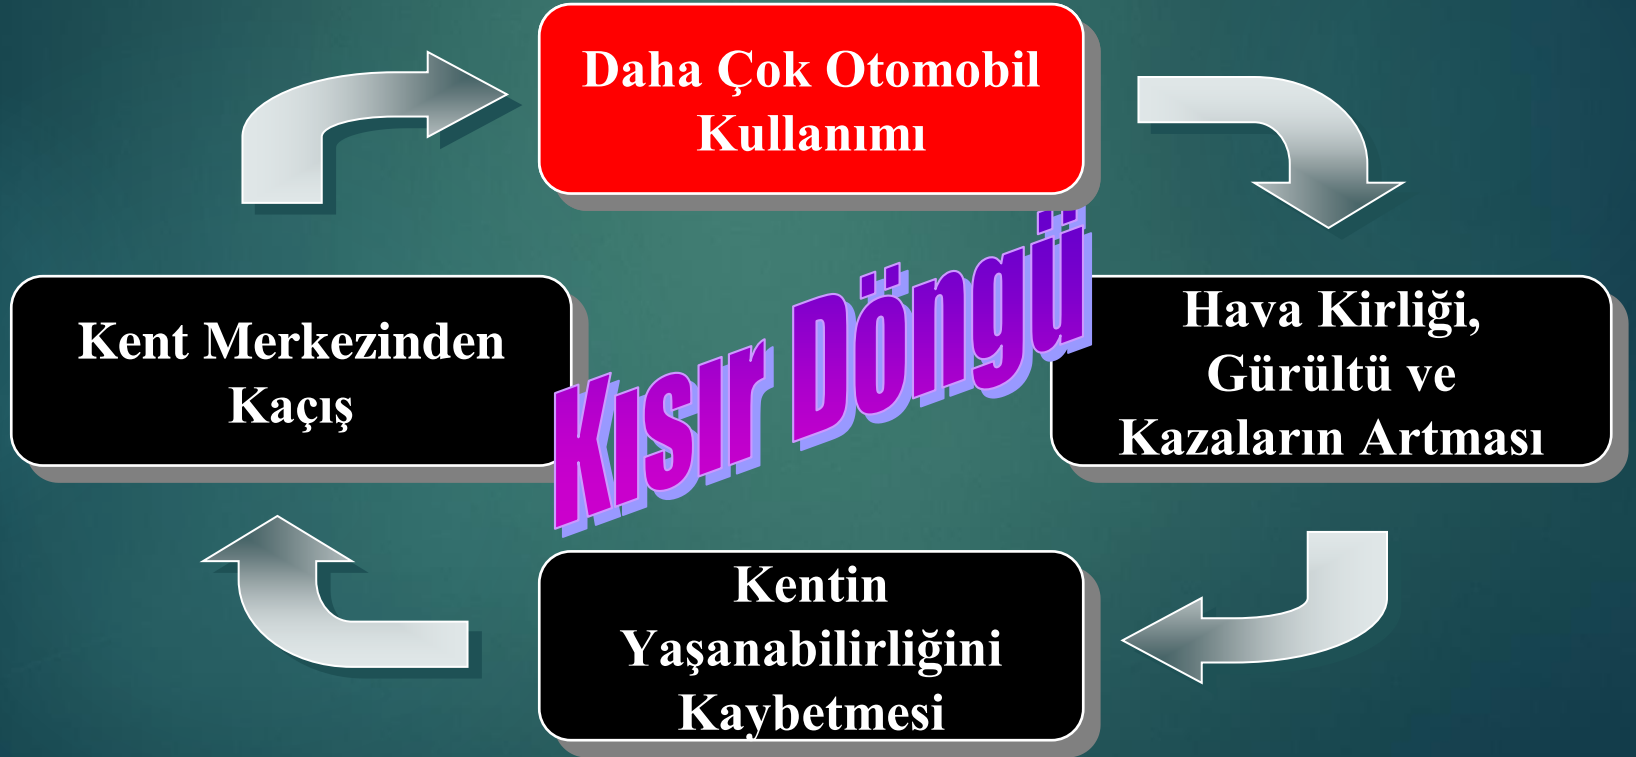 Daha Çok Otomobil
Kullanımı
Kent Merkezinden
Kaçış
Kısır Döngü
Hava Kirliği,
Gürültü ve
Kazaların Artması
Kentin
Yaşanabilirliğini
Kaybetmesi